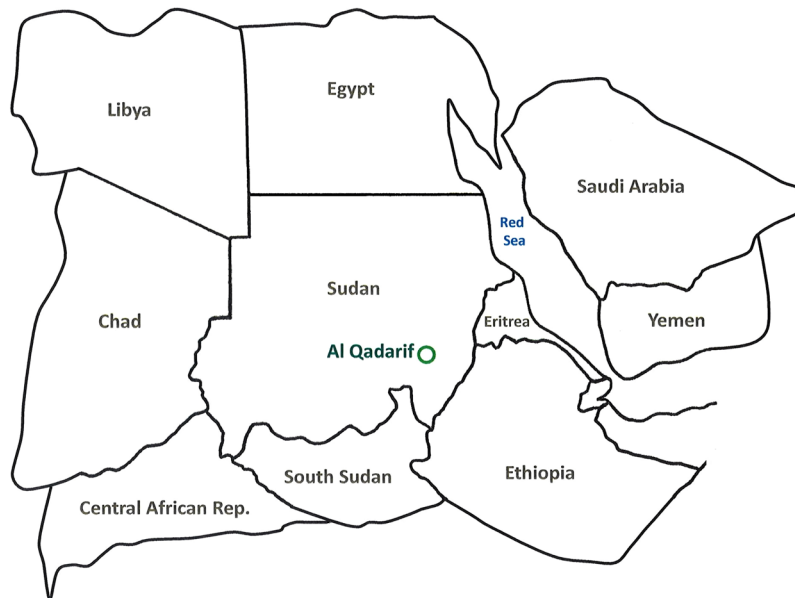 Egypt
Libya
Saudi Arabia
Red
Sea
Sudan
Chad
Eritrea
Yemen
Al Qadarif
South Sudan
Ethiopia
Central African Rep.